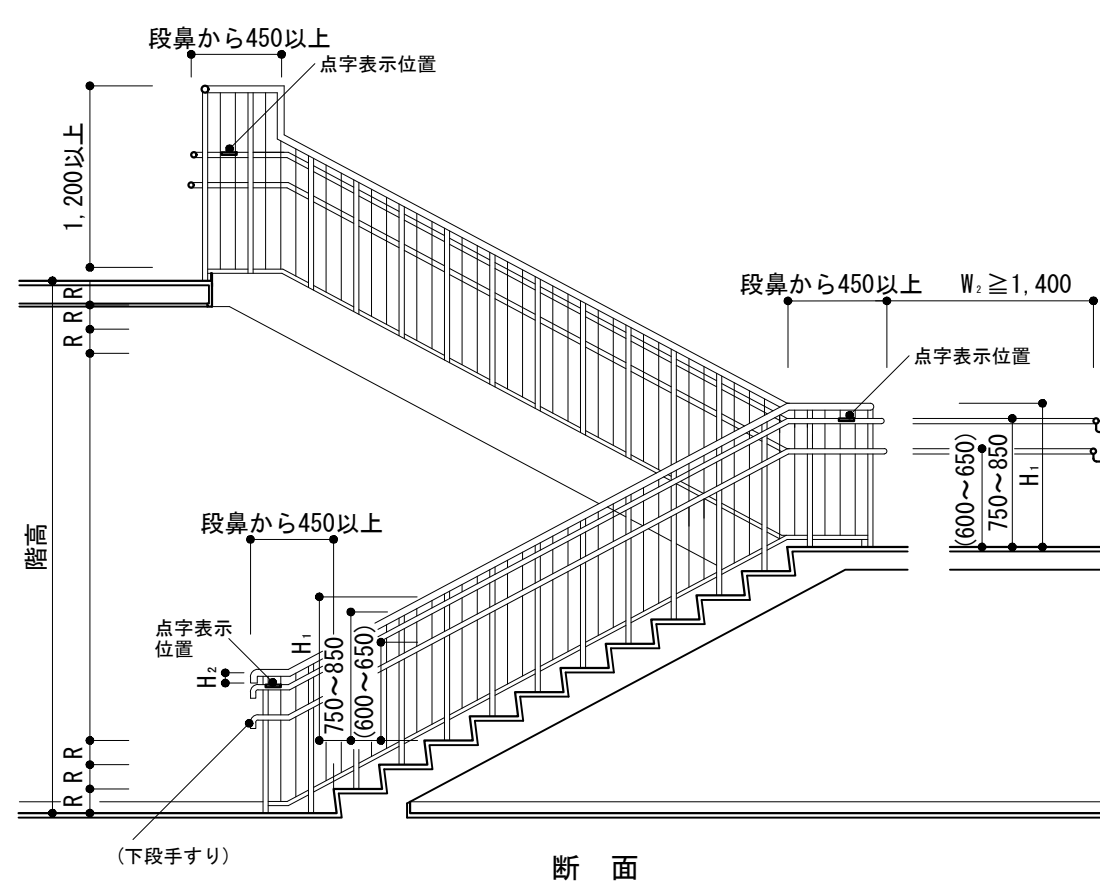 段鼻から450以上
点字表示位置
1,200以上
R
R
R
段鼻から450以上
W₂≧1,400
点字表示位置
(600～650)
750～850
H₁
階高
段鼻から450以上
点字表示
位置
H₂
H₁
750～850
(600～650)
R
R
R
(下段手すり)
断 面